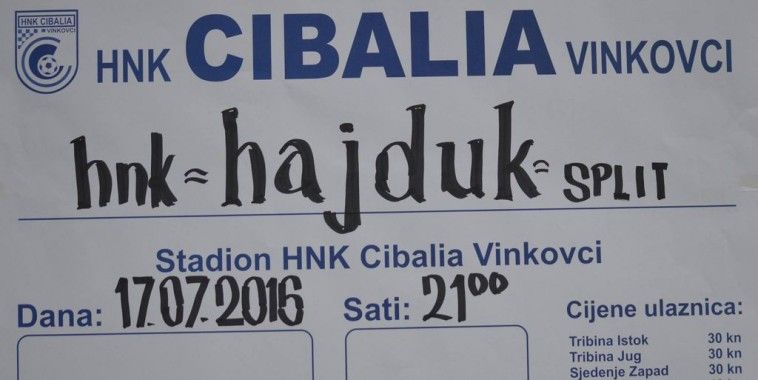 HNK CIBALIA
VINKOVCI
HNK CIBALIA VINKOVCI
hnk = hajduk = SPLIT
Stadion HNK Cibalia Vinkovci
Dana: 17.07.2016 Sati: 21⁰⁰
Cijene ulaznica:
Tribina Istok 30 kn
Tribina Jug 30 kn
Sjedenje Zapad 30 kn